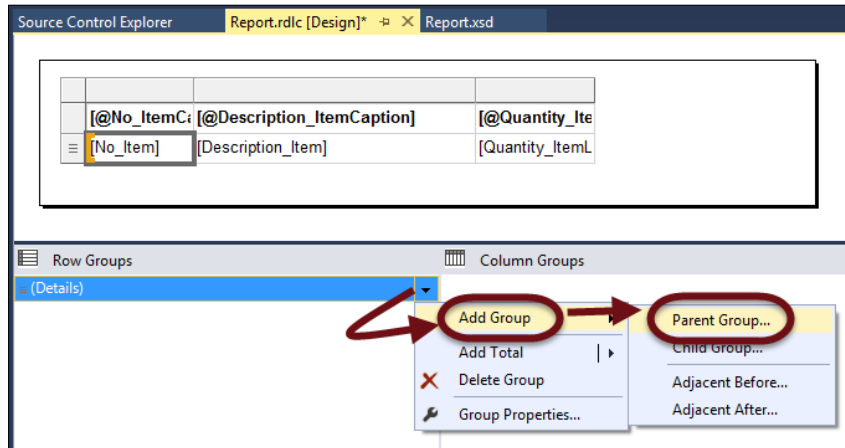 Source Control Explorer Report.rdlc [Design]* Report.xsd
[@No_ItemCa [@Description_ItemCaption] [@Quantity_Ite
[No_Item] [Description_Item] [Quantity_ItemL
Row Groups Column Groups
(Details)
Add Group Parent Group...
Add Total Child Group...
Delete Group Adjacent Before...
Group Properties... Adjacent After...